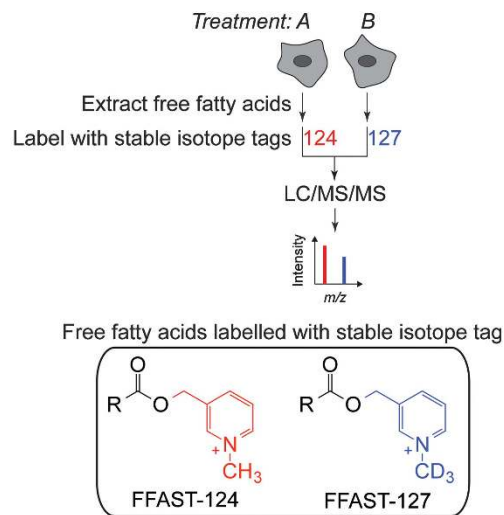 Treatment: A B
Extract free fatty acids
Label with stable isotope tags 124 127
LC/MS/MS
Intensity
m/z
Free fatty acids labelled with stable isotope tag
O
R O
N
+
CH3
FFAST-124
O
R O
N
+
CD3
FFAST-127